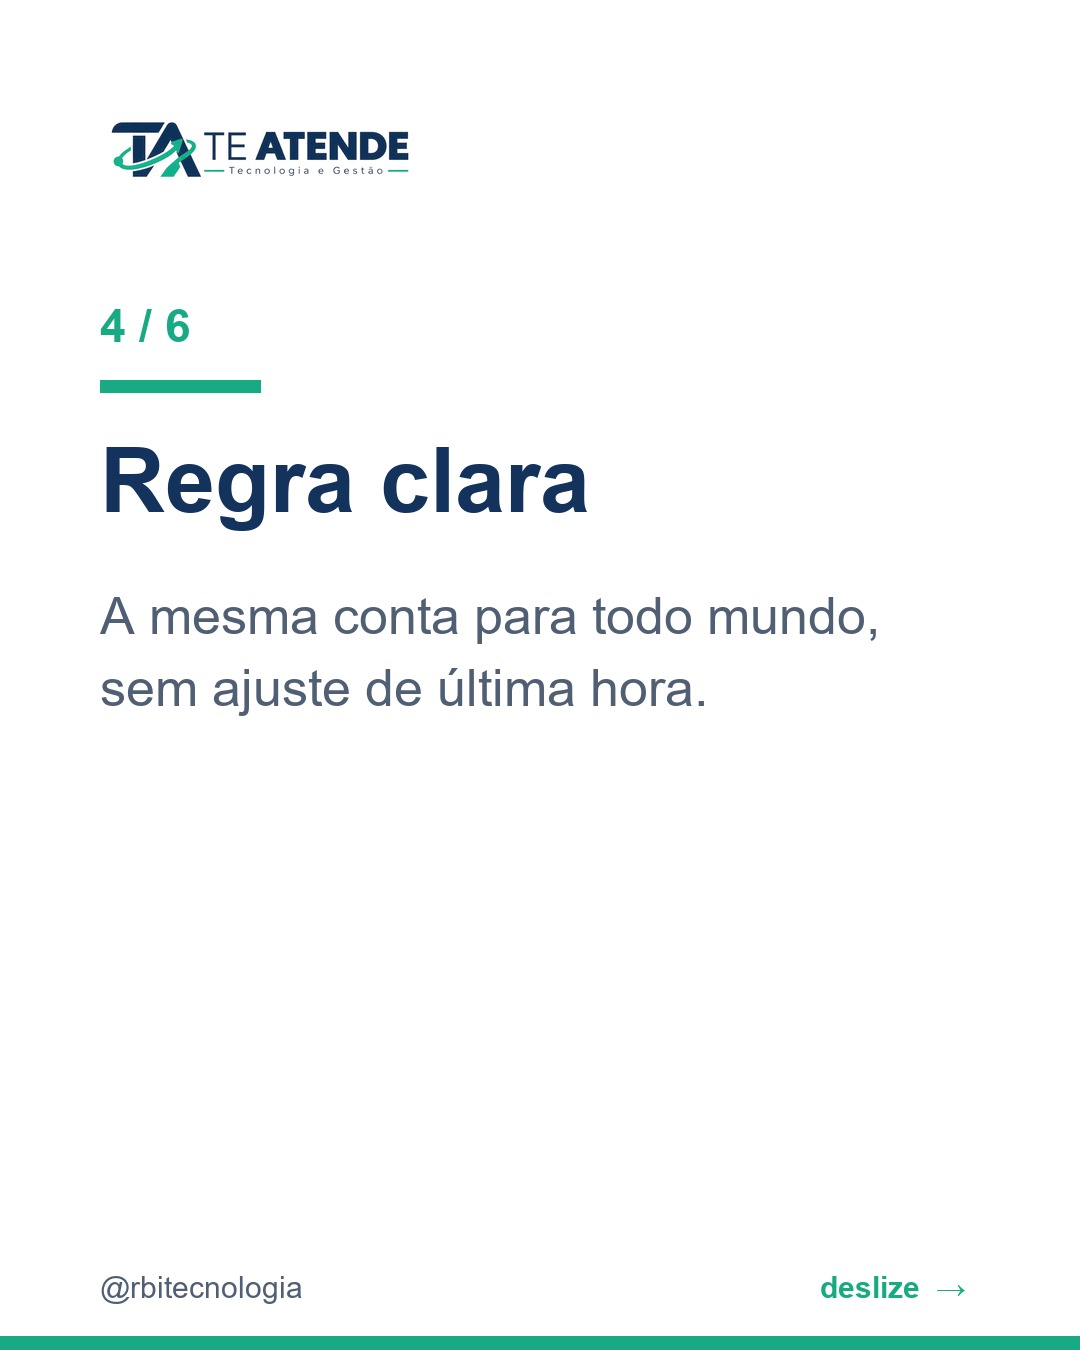 TA TE ATENDE
Tecnologia e Gestão
4 / 6
Regra clara
A mesma conta para todo mundo,
sem ajuste de última hora.
@rbitecnologia
deslize →